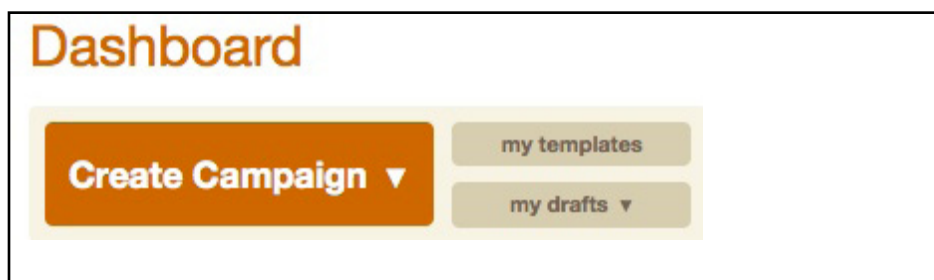 Dashboard
Create Campaign ▼
my templates
my drafts ▼